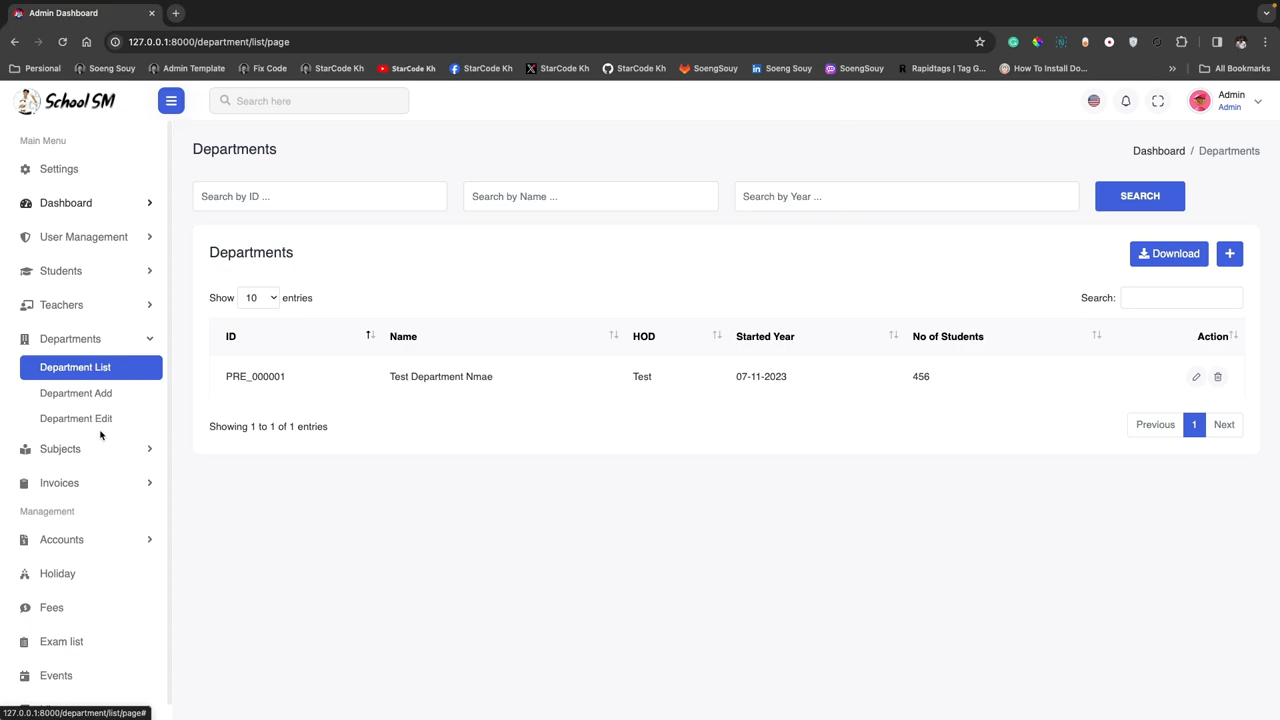 Admin Dashboard
127.0.0.1:8000/department/list/page
Personal
Soeng Souy
Admin Template
Fix Code
StarCode Kh
StarCode Kh
StarCode Kh
StarCode Kh
StarCode Kh
SoengSouy
Soeng Souy
SoengSouy
Rapidtags | Tag G...
How To Install Do...
All Bookmarks
School SM
Search here
Admin
Admin
Main Menu
Settings
Dashboard
User Management
Students
Teachers
Departments
Department List
Department Add
Department Edit
Subjects
Invoices
Management
Accounts
Holiday
Fees
Exam list
Events
127.0.0.1:8000/department/list/page#
Departments
Dashboard / Departments
Search by ID ...
Search by Name ...
Search by Year ...
SEARCH
Departments
Download
Show 10 entries
Search:
ID Name HOD Started Year No of Students Action
PRE_000001 Test Department Nmae Test 07-11-2023 456
Showing 1 to 1 of 1 entries
Previous 1 Next